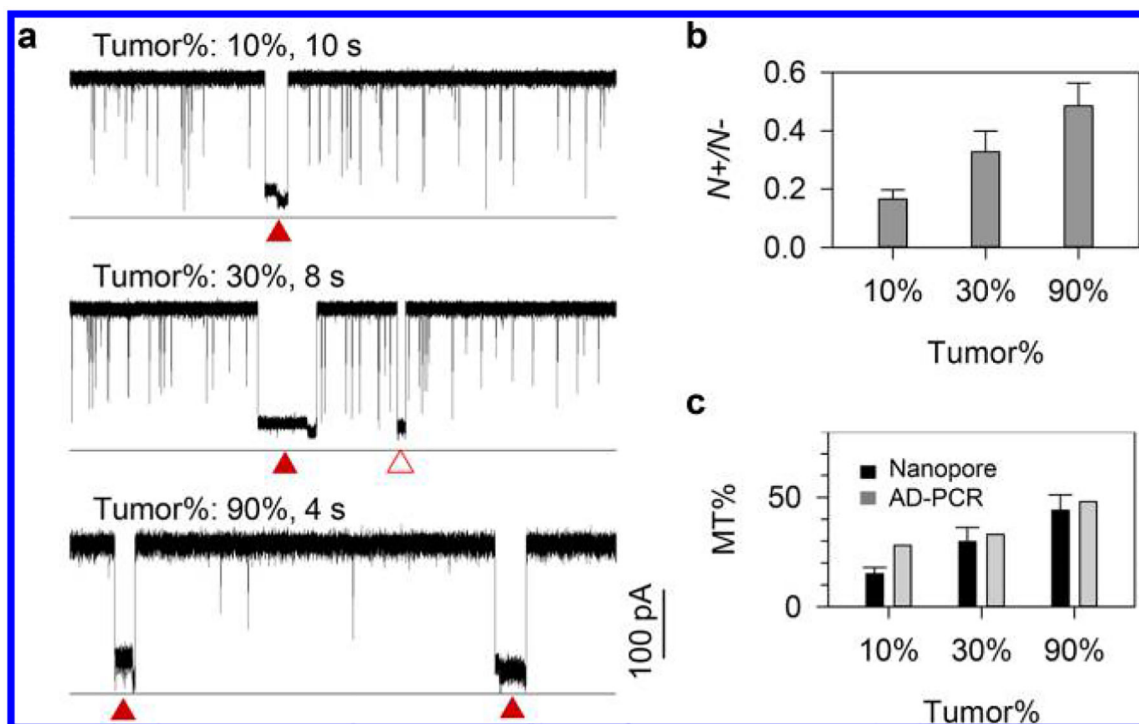 a
Tumor%: 10%, 10 s
Tumor%: 30%, 8 s
Tumor%: 90%, 4 s
100 pA
b
N+/N-
0.6
0.4
0.2
0.0
10% 30% 90%
Tumor%
c
MT%
50
0
Nanopore
AD-PCR
10% 30% 90%
Tumor%